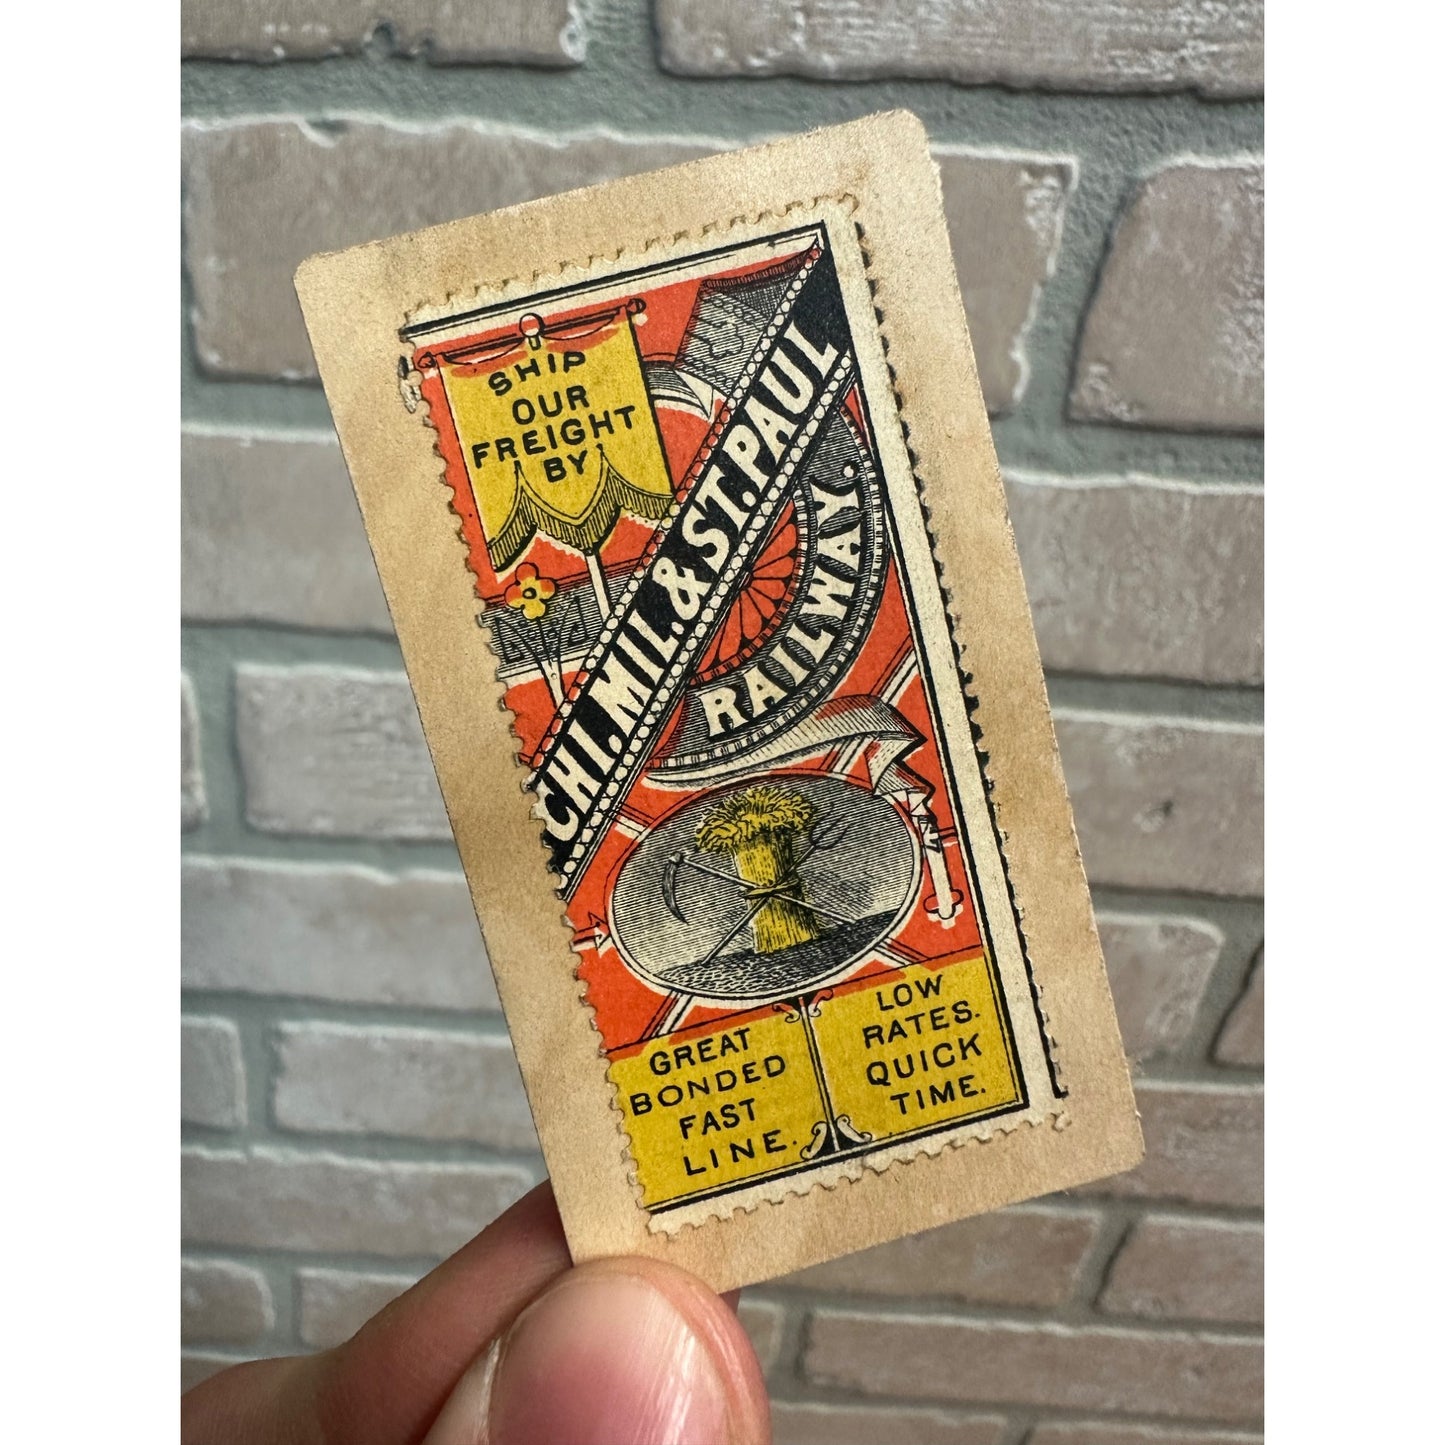 SHIP
OUR
FREIGHT
BY
CHI. MIL. & ST. PAUL
RAILWAY.
GREAT
BONDED
FAST
LINE.
LOW
RATES.
QUICK
TIME.